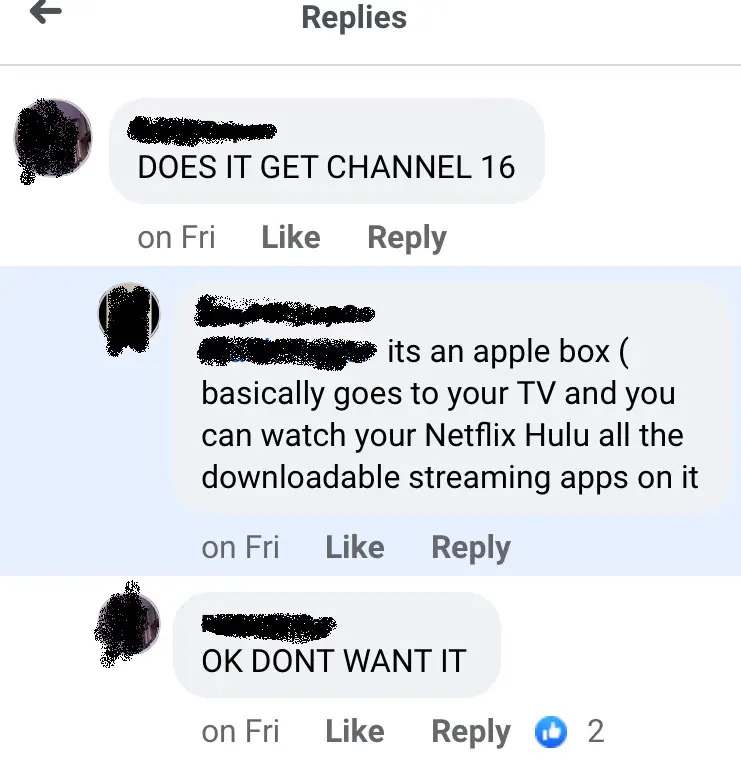 Replies
DOES IT GET CHANNEL 16
on Fri Like Reply
its an apple box (
basically goes to your TV and you
can watch your Netflix Hulu all the
downloadable streaming apps on it
on Fri Like Reply
OK DONT WANT IT
on Fri Like Reply 2